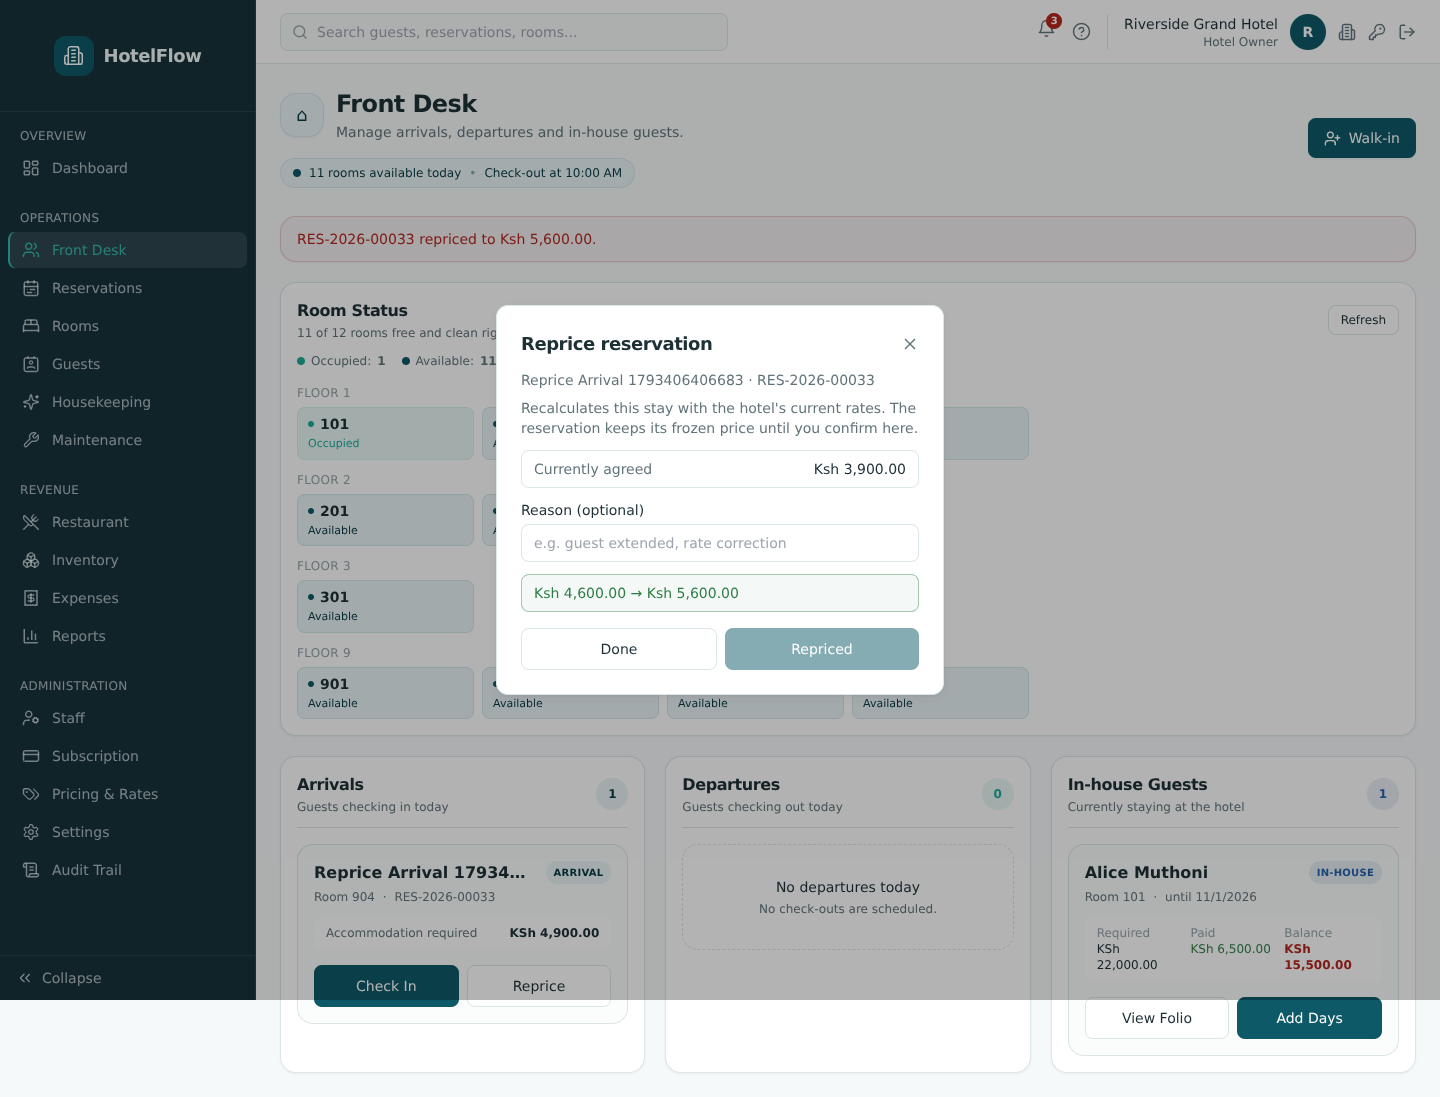 HotelFlow
OVERVIEW
Dashboard
OPERATIONS
Front Desk
Reservations
Rooms
Guests
Housekeeping
Maintenance
REVENUE
Restaurant
Inventory
Expenses
Reports
ADMINISTRATION
Staff
Subscription
Pricing & Rates
Settings
Audit Trail
Collapse
Search guests, reservations, rooms...
3
Riverside Grand Hotel
Hotel Owner
R
Front Desk
Manage arrivals, departures and in-house guests.
11 rooms available today • Check-out at 10:00 AM
Walk-in
RES-2026-00033 repriced to Ksh 5,600.00.
Room Status
11 of 12 rooms free and clean
Refresh
Occupied: 1 Available: 11
FLOOR 1
101
Occupied
FLOOR 2
201
Available
FLOOR 3
301
Available
FLOOR 9
901
Available
Available
Available
Available
Reprice reservation
Reprice Arrival 1793406406683 · RES-2026-00033
Recalculates this stay with the hotel's current rates. The
reservation keeps its frozen price until you confirm here.
Currently agreed Ksh 3,900.00
Reason (optional)
e.g. guest extended, rate correction
Ksh 4,600.00 → Ksh 5,600.00
Done
Repriced
Arrivals
Guests checking in today
1
Reprice Arrival 17934...
ARRIVAL
Room 904 · RES-2026-00033
Accommodation required KSh 4,900.00
Check In
Reprice
Departures
Guests checking out today
0
No departures today
No check-outs are scheduled.
In-house Guests
Currently staying at the hotel
1
Alice Muthoni
IN-HOUSE
Room 101 · until 11/1/2026
Required Paid Balance
KSh KSh 6,500.00 KSh
22,000.00 15,500.00
View Folio
Add Days